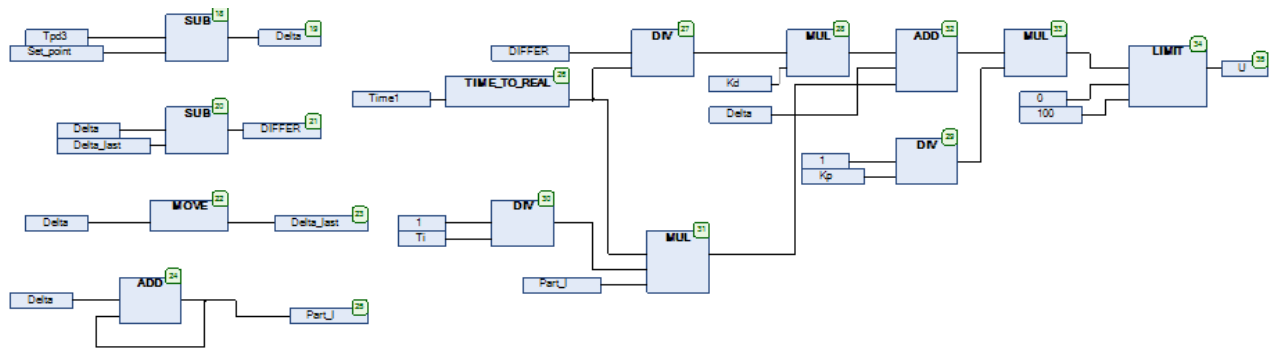 SUB 18
Tpd3
Set_point
Delta 19
SUB 20
Delta
Delta_last
DIFFER 21
MOVE 22
Delta
Delta_last 23
ADD 24
Delta
Part_I 25
DIFFER
DIV 27
MUL 28
ADD 32
MUL 33
LIMIT 34
U 35
TIME_TO_REAL 26
Time1
Kd
Delta
0
100
DIV 29
1
Kp
DIV 30
1
Ti
MUL 31
Part_I